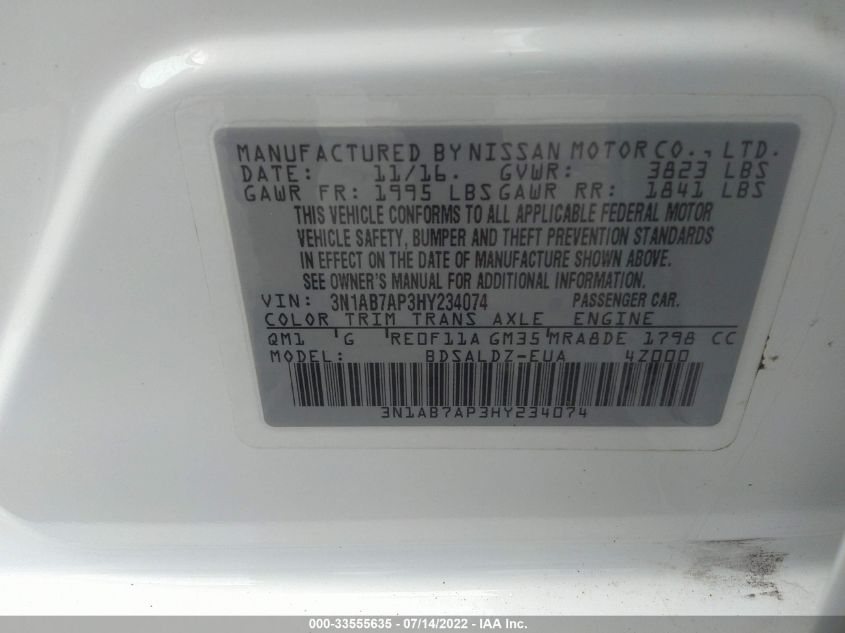 MANUFACTURED BY NISSAN MOTOR CO., LTD.
DATE: 11/16. GVWR: 3823 LBS
GAWR FR: 1995 LBS GAWR RR: 1841 LBS
THIS VEHICLE CONFORMS TO ALL APPLICABLE FEDERAL MOTOR
VEHICLE SAFETY, BUMPER AND THEFT PREVENTION STANDARDS
IN EFFECT ON THE DATE OF MANUFACTURE SHOWN ABOVE.
SEE OWNER'S MANUAL FOR ADDITIONAL INFORMATION.
VIN: 3N1AB7AP3HY234074 PASSENGER CAR.
COLOR TRIM TRANS AXLE ENGINE
QM1 G RE0F11A GM35 MRA8DE 1798 CC
MODEL: BDSALDZ-EUA 4Z000
3N1AB7AP3HY234074
000-33555635 - 07/14/2022 - IAA Inc.